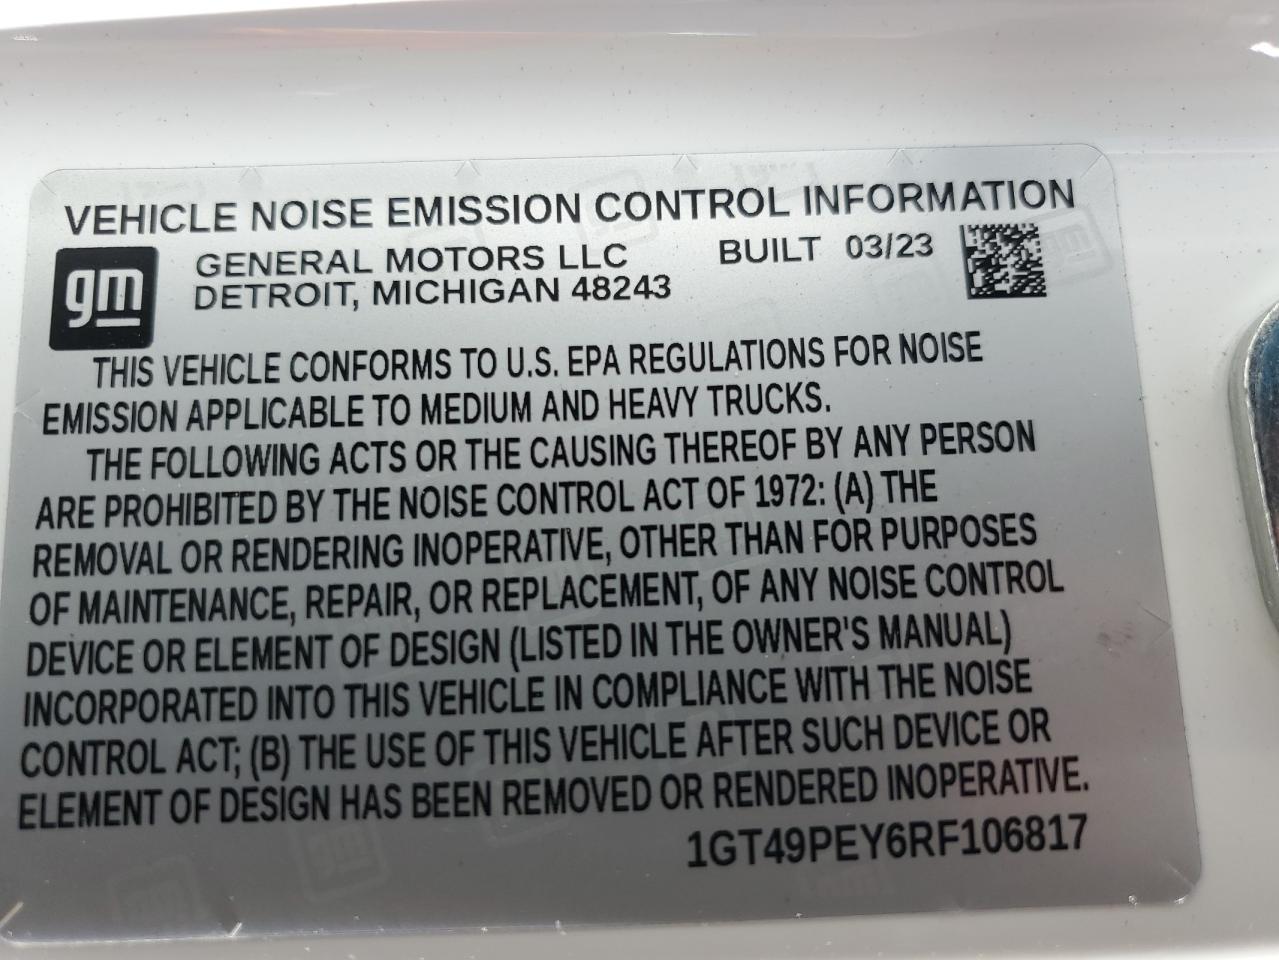 VEHICLE NOISE EMISSION CONTROL INFORMATION
gm
GENERAL MOTORS LLC BUILT 03/23
DETROIT, MICHIGAN 48243
THIS VEHICLE CONFORMS TO U.S. EPA REGULATIONS FOR NOISE
EMISSION APPLICABLE TO MEDIUM AND HEAVY TRUCKS.
THE FOLLOWING ACTS OR THE CAUSING THEREOF BY ANY PERSON
ARE PROHIBITED BY THE NOISE CONTROL ACT OF 1972: (A) THE
REMOVAL OR RENDERING INOPERATIVE, OTHER THAN FOR PURPOSES
OF MAINTENANCE, REPAIR, OR REPLACEMENT, OF ANY NOISE CONTROL
DEVICE OR ELEMENT OF DESIGN (LISTED IN THE OWNER'S MANUAL)
INCORPORATED INTO THIS VEHICLE IN COMPLIANCE WITH THE NOISE
CONTROL ACT; (B) THE USE OF THIS VEHICLE AFTER SUCH DEVICE OR
ELEMENT OF DESIGN HAS BEEN REMOVED OR RENDERED INOPERATIVE.
1GT49PEY6RF106817